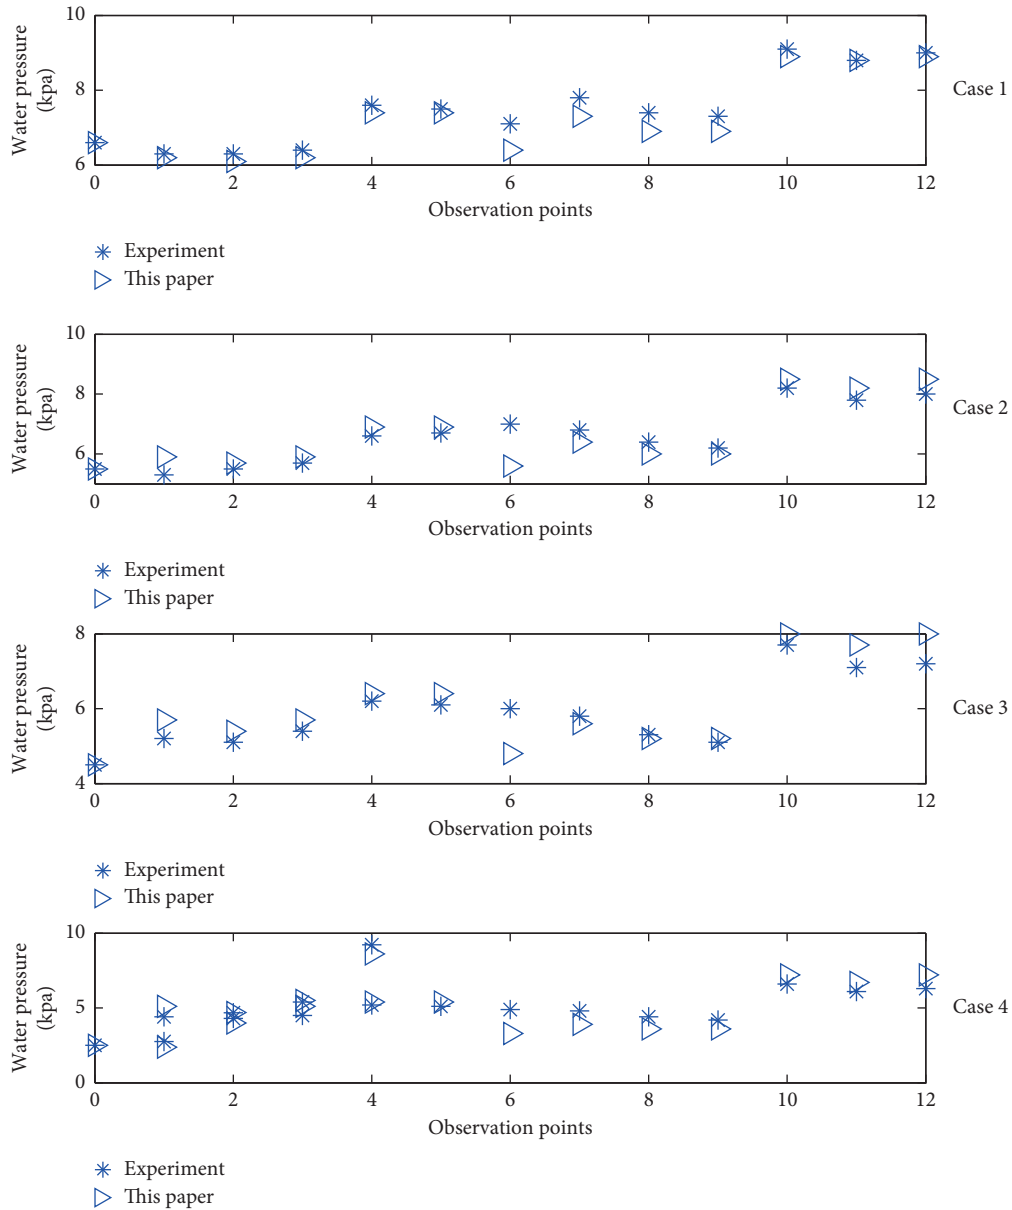 10
8
6
Water pressure
(kpa)
0 2 4 6 8 10 12
Observation points
Case 1
Experiment
This paper
10
8
6
Water pressure
(kpa)
0 2 4 6 8 10 12
Observation points
Case 2
Experiment
This paper
8
6
4
Water pressure
(kpa)
0 2 4 6 8 10 12
Observation points
Case 3
Experiment
This paper
10
5
0
Water pressure
(kpa)
0 2 4 6 8 10 12
Observation points
Case 4
Experiment
This paper